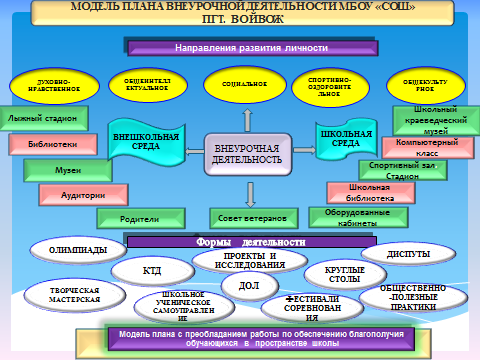 МОДЕЛЬ ПЛАНА ВНЕУРОЧНОЙ ДЕЯТЕЛЬНОСТИ МБОУ «СОШ»
ПГТ. ВОЙВОЖ
Направления развития личности
ДУХОВНО-
НРАВСТВЕННОЕ
ОБЩЕИНТЕЛЛ
ЕКТУАЛЬНОЕ
СОЦИАЛЬНОЕ
СПОРТИВНО-
ОЗДОРОВИТЕ
ЛЬНОЕ
ОБЩЕКУЛЬТУ
РНОЕ
Лыжный стадион
Библиотеки
Музеи
Аудитории
Родители
ВНЕШКОЛЬНАЯ
СРЕДА
ВНЕУРОЧНАЯ
ДЕЯТЕЛЬНОСТЬ
ШКОЛЬНАЯ
СРЕДА
Школьный
краеведческий
музей
Компьютерный
класс
Спортивный зал
Стадион
Школьная
библиотека
Оборудованные
кабинеты
Совет ветеранов
Формы деятельности
ОЛИМПИАДЫ
КТД
ПРОЕКТЫ И
ИССЛЕДОВАНИЯ
КРУГЛЫЕ
СТОЛЫ
ДИСПУТЫ
ТВОРЧЕСКАЯ
МАСТЕРСКАЯ
ШКОЛЬНОЕ
УЧЕНИЧЕСКОЕ
САМОУПРАВЛЕН
ИЕ
ДОЛ
ФЕСТИВАЛИ
СОРЕВНОВАН
ИЯ
ОБЩЕСТВЕННО
-ПОЛЕЗНЫЕ
ПРАКТИКИ
Модель плана с преобладанием работы по обеспечению благополучия
обучающихся в пространстве школы